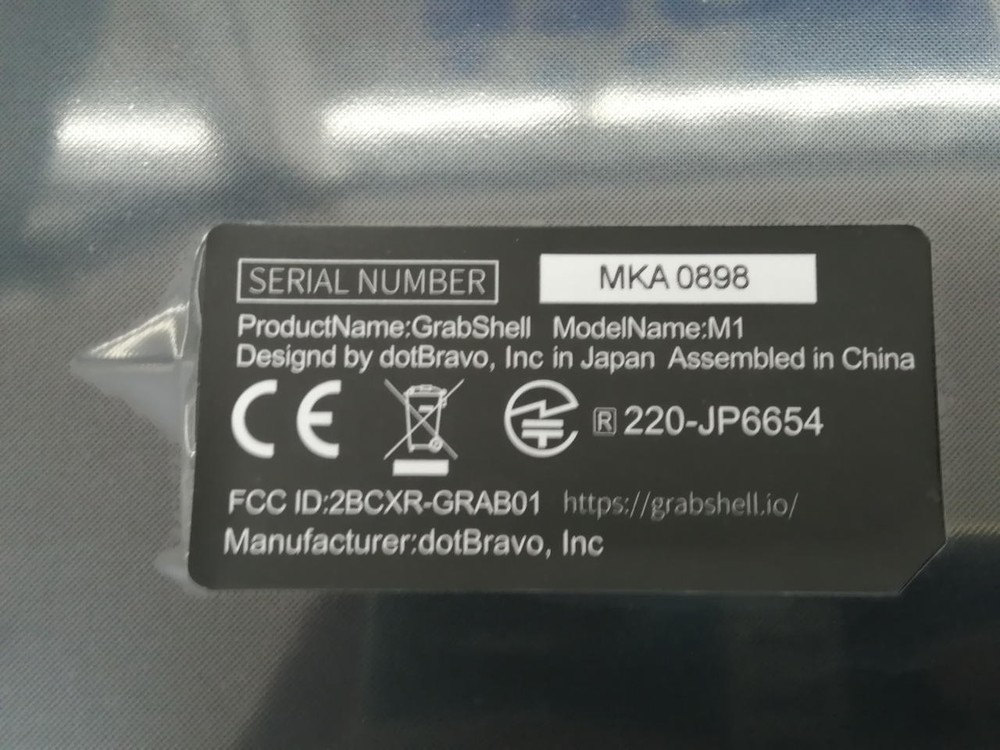 SERIAL NUMBER MKA 0898
ProductName:GrabShell ModelName:M1
Designd by dotBravo, Inc in Japan Assembled in China
CE R 220-JP6654
FCC ID:2BCXR-GRAB01 https://grabshell.io/
Manufacturer:dotBravo, Inc